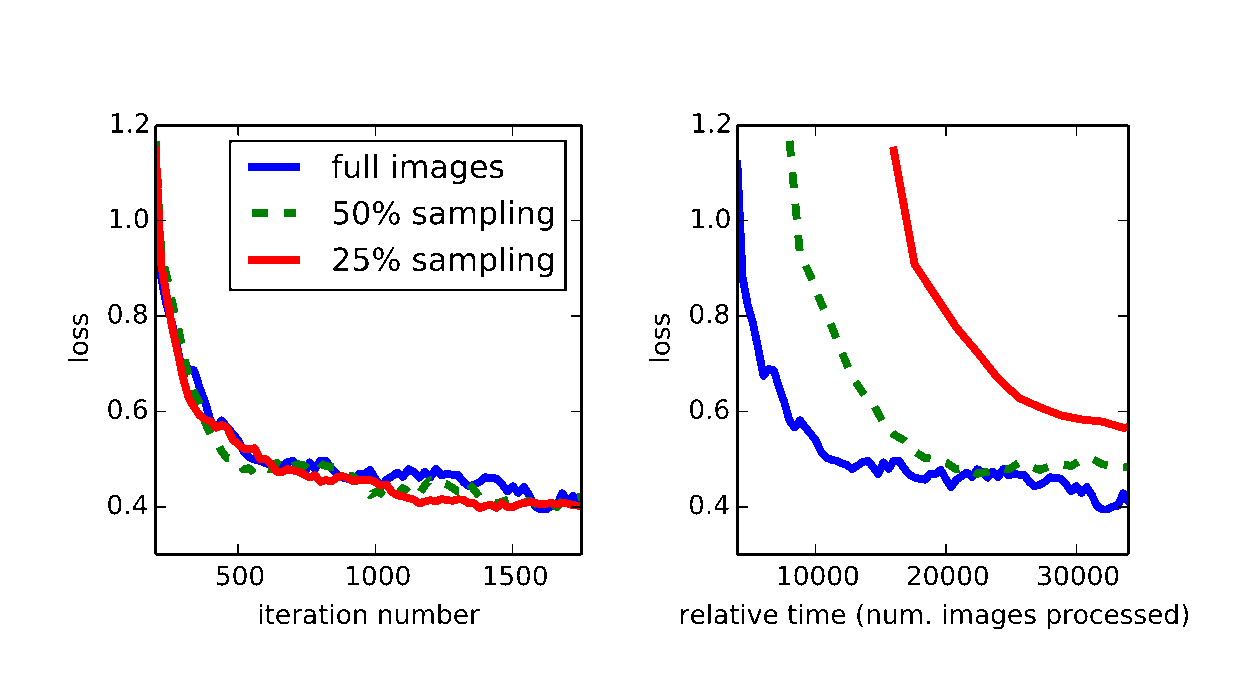 1.2
1.0
0.8
0.6
0.4
loss
500
1000
1500
iteration number
full images
50% sampling
25% sampling
1.2
1.0
0.8
0.6
0.4
loss
10000
20000
30000
relative time (num. images processed)